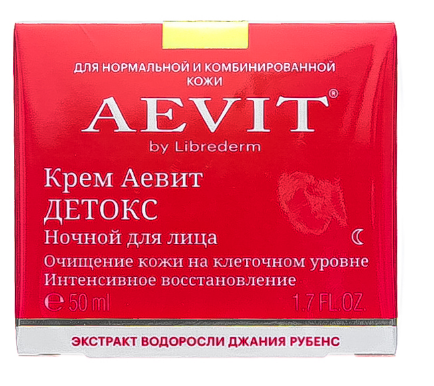 ДЛЯ НОРМАЛЬНОЙ И КОМБИНИРОВАННОЙ
КОЖИ
AEVIT®
by Librederm
Крем Аевит
ДЕТОКС
Ночной для лица
Очищение кожи на клеточном уровне
Интенсивное восстановление
℮ 50 ml 1.7 FL.OZ
ЭКСТРАКТ ВОДОРОСЛИ ДЖАНИЯ РУБЕНС